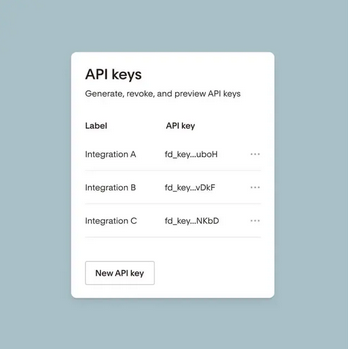 API keys
Generate, revoke, and preview API keys
Label API key
Integration A fd_key...uboH ...
Integration B fd_key...vDkF ...
Integration C fd_key...NKbD ...
New API key